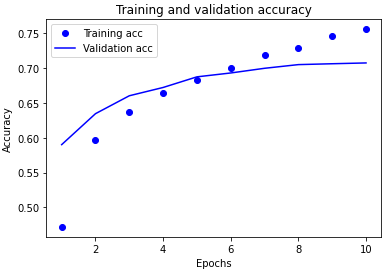 Training and validation accuracy
Training acc
Validation acc
0.75
0.70
0.65
0.60
0.55
0.50
Accuracy
2 4 6 8 10
Epochs